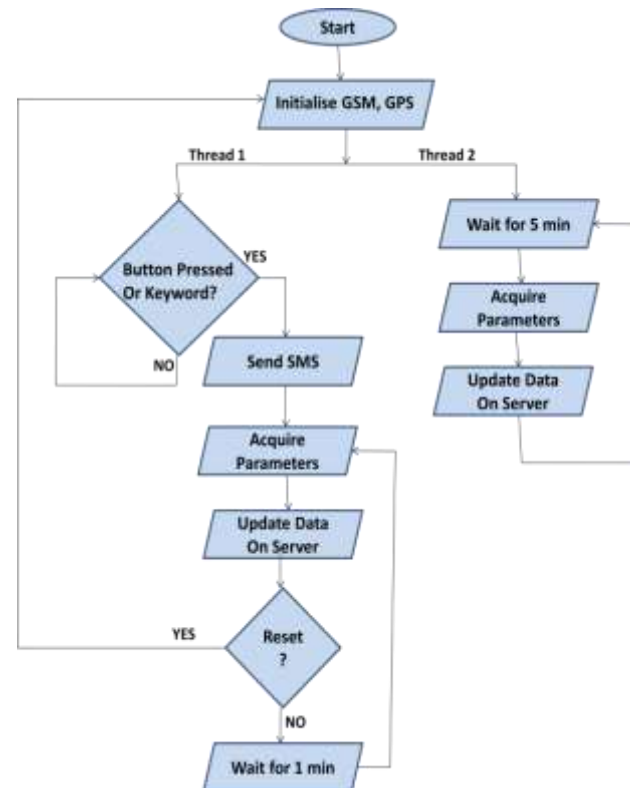 Start
Initialise GSM, GPS
Thread 1
Thread 2
Button Pressed
Or Keyword?
YES
NO
Send SMS
Acquire
Parameters
Update Data
On Server
Reset
?
YES
NO
Wait for 1 min
Wait for 5 min
Acquire
Parameters
Update Data
On Server